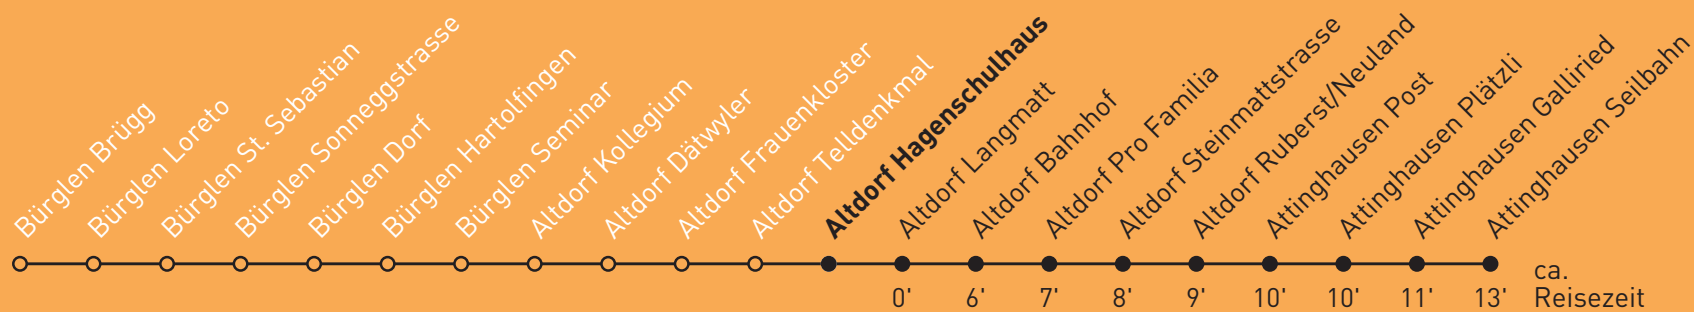 Bürglen Brügg
Bürglen Loreto
Bürglen St. Sebastian
Bürglen Sonneggstrasse
Bürglen Dorf
Bürglen Hartolfingen
Bürglen Seminar
Altdorf Kollegium
Altdorf Dätwyler
Altdorf Frauenkloster
Altdorf Telldenkmal
Altdorf Hagenschulhaus
Altdorf Langmatt
Altdorf Bahnhof
Altdorf Pro Familia
Altdorf Steinmattstrasse
Altdorf Ruberst/Neuland
Attinghausen Post
Attinghausen Plätzli
Attinghausen Galliried
Attinghausen Seilbahn
0' 6' 7' 8' 9' 10' 10' 11' 13'
ca.
Reisezeit